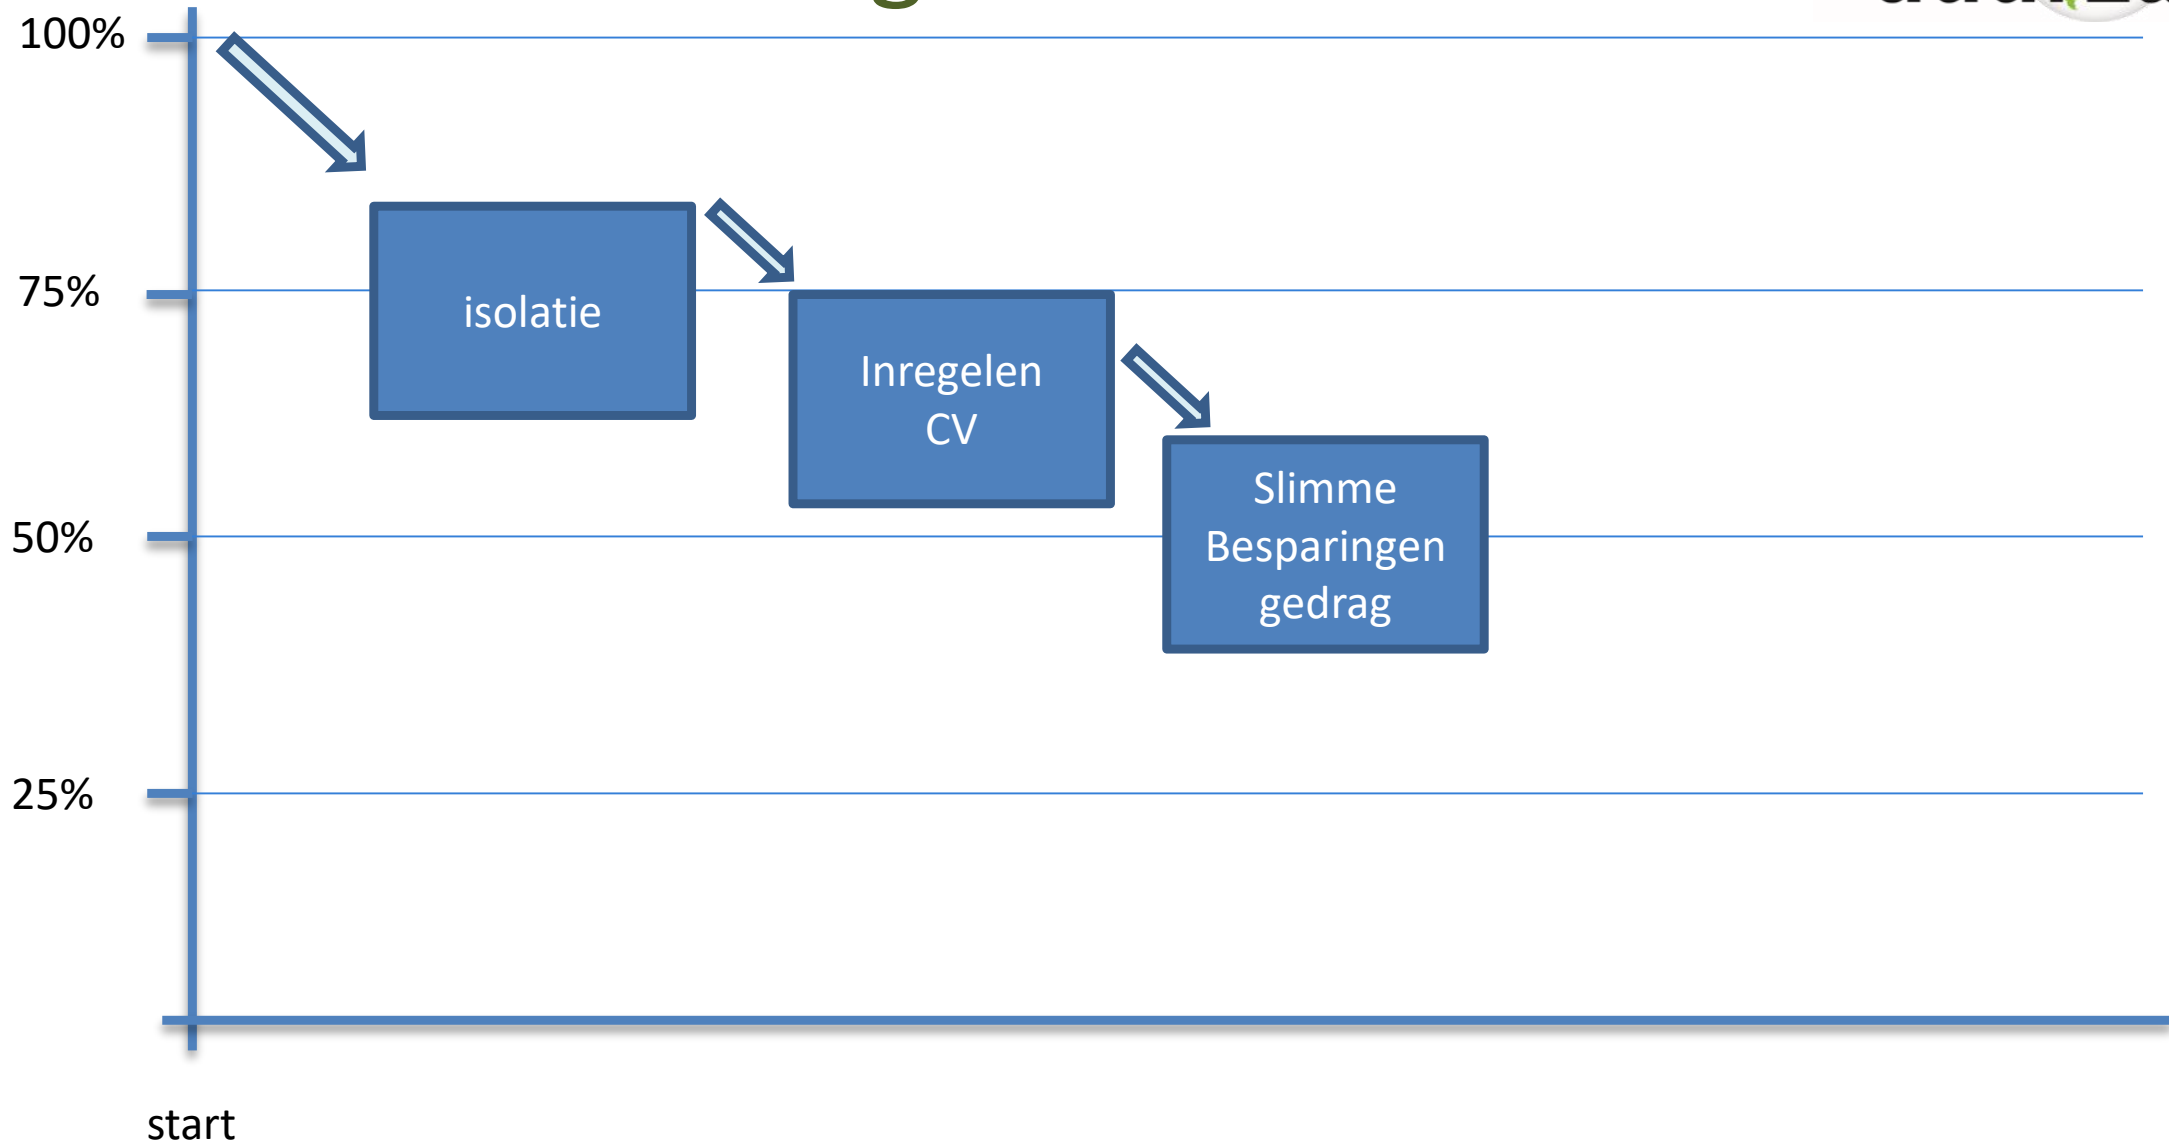 100%
75%
50%
25%
isolatie
Inregelen
CV
Slimme
Besparingen
gedrag
start